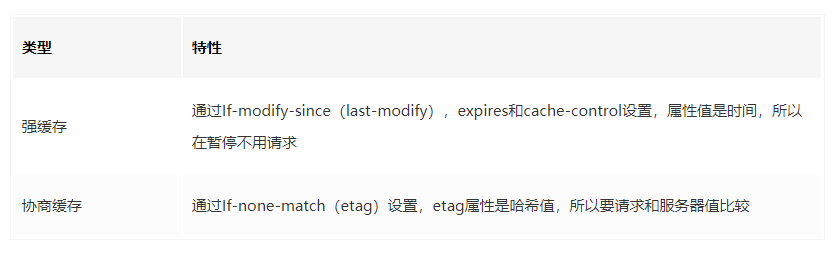 类型 特性
强缓存 通过If-modify-since（last-modify），expires和cache-control设置，属性值是时间，所以
在暂停不用请求
协商缓存 通过If-none-match（etag）设置，etag属性是哈希值，所以要请求和服务器值比较